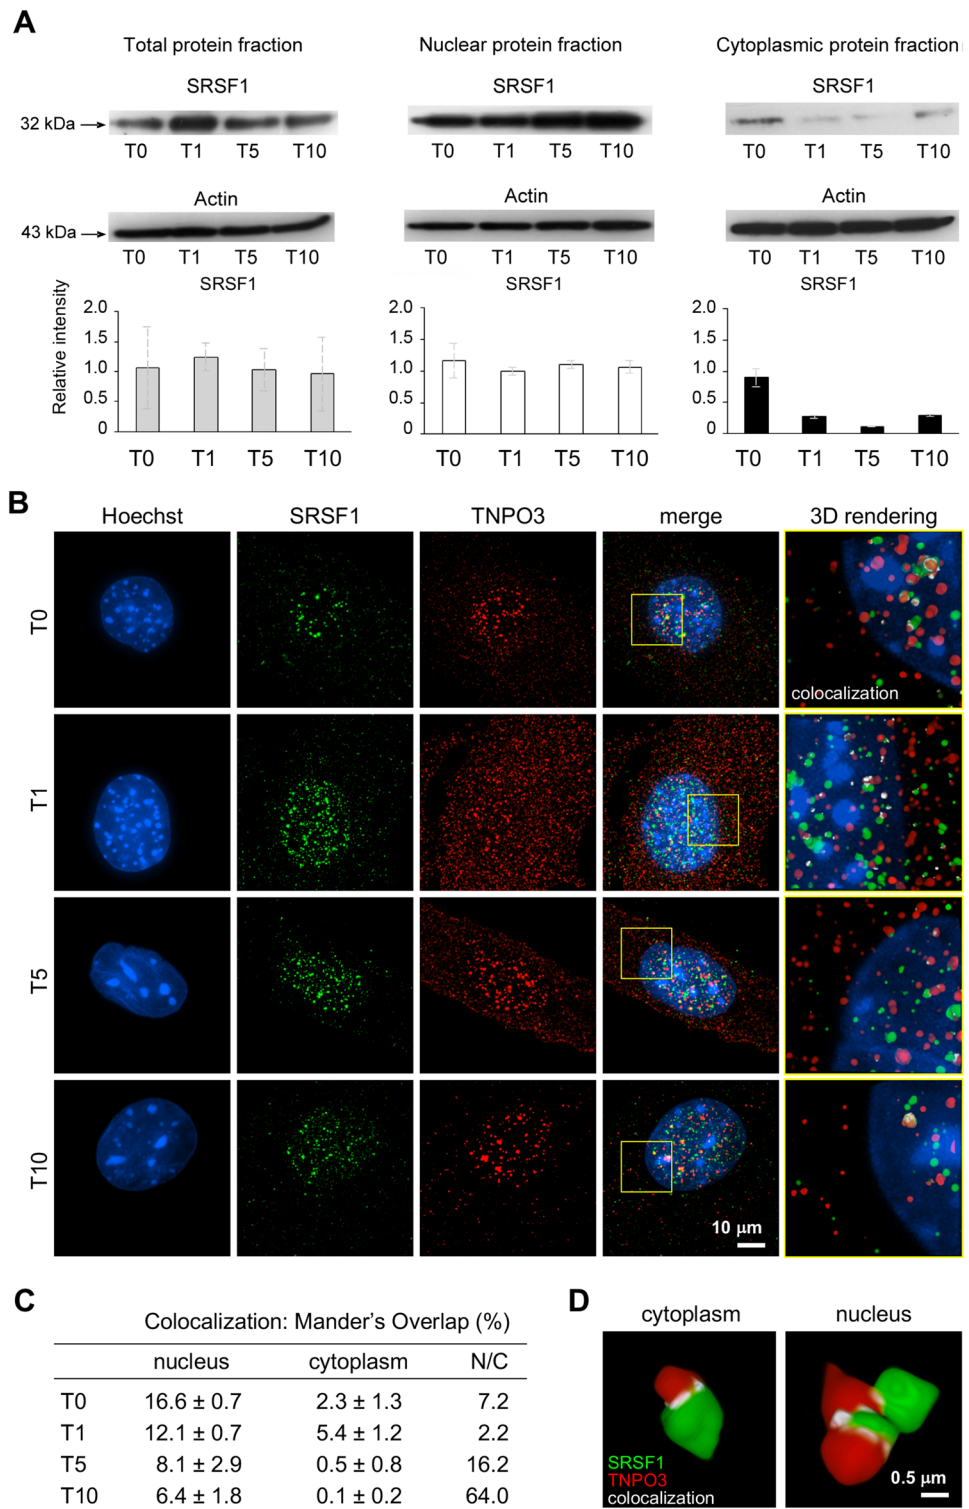 A
Total protein fraction
Nuclear protein fraction
Cytoplasmic protein fraction
SRSF1
SRSF1
SRSF1
32 kDa
T0 T1 T5 T10
T0 T1 T5 T10
T0 T1 T5 T10
Actin
Actin
Actin
43 kDa
T0 T1 T5 T10
T0 T1 T5 T10
T0 T1 T5 T10
SRSF1
SRSF1
SRSF1
Relative intensity
2.0
1.5
1.0
0.5
0
T0 T1 T5 T10
2.0
1.5
1.0
0.5
0
T0 T1 T5 T10
2.0
1.5
1.0
0.5
0
T0 T1 T5 T10
B
Hoechst SRSF1 TNPO3 merge 3D rendering
T0
colocalization
T1
T5
T10
10 μm
C
Colocalization: Mander's Overlap (%)
nucleus cytoplasm N/C
T0 16.6 ± 0.7 2.3 ± 1.3 7.2
T1 12.1 ± 0.7 5.4 ± 1.2 2.2
T5 8.1 ± 2.9 0.5 ± 0.8 16.2
T10 6.4 ± 1.8 0.1 ± 0.2 64.0
D
cytoplasm nucleus
SRSF1
TNPO3
colocalization
0.5 μm